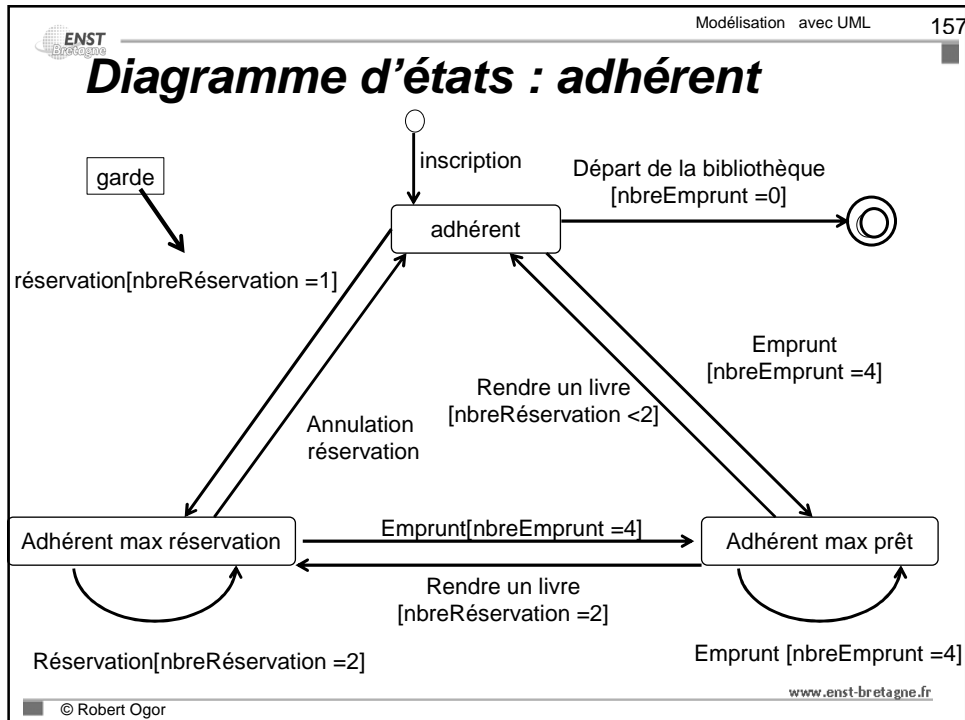 Modélisation avec UML 157
ENST
Bretagne
Diagramme d'états : adhérent
inscription
garde
Départ de la bibliothèque
[nbreEmprunt =0]
adhérent
réservation[nbreRéservation =1]
Emprunt
[nbreEmprunt =4]
Rendre un livre
[nbreRéservation <2]
Annulation
réservation
Adhérent max réservation
Emprunt[nbreEmprunt =4]
Adhérent max prêt
Rendre un livre
[nbreRéservation =2]
Réservation[nbreRéservation =2]
Emprunt [nbreEmprunt =4]
www.enst-bretagne.fr
© Robert Ogor